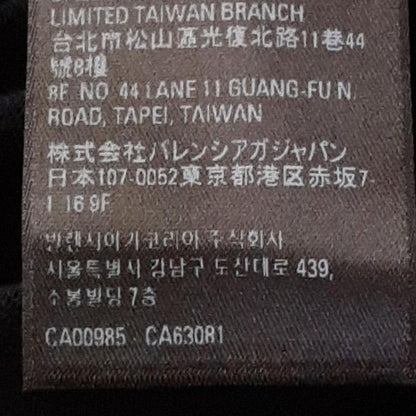 LIMITED TAIWAN BRANCH
台北市松山區光復北路11巷44
號8樓
8F. NO. 44 LANE 11 GUANG-FU N.
ROAD, TAPEI, TAIWAN
株式会社バレンシアガジャパン
日本107-0052東京都港区赤坂7-
1-16 9F
발렌시아가코리아 주식회사
서울특별시 강남구 도산대로 439,
소봉빌딩 7층
CA00985 - CA63081